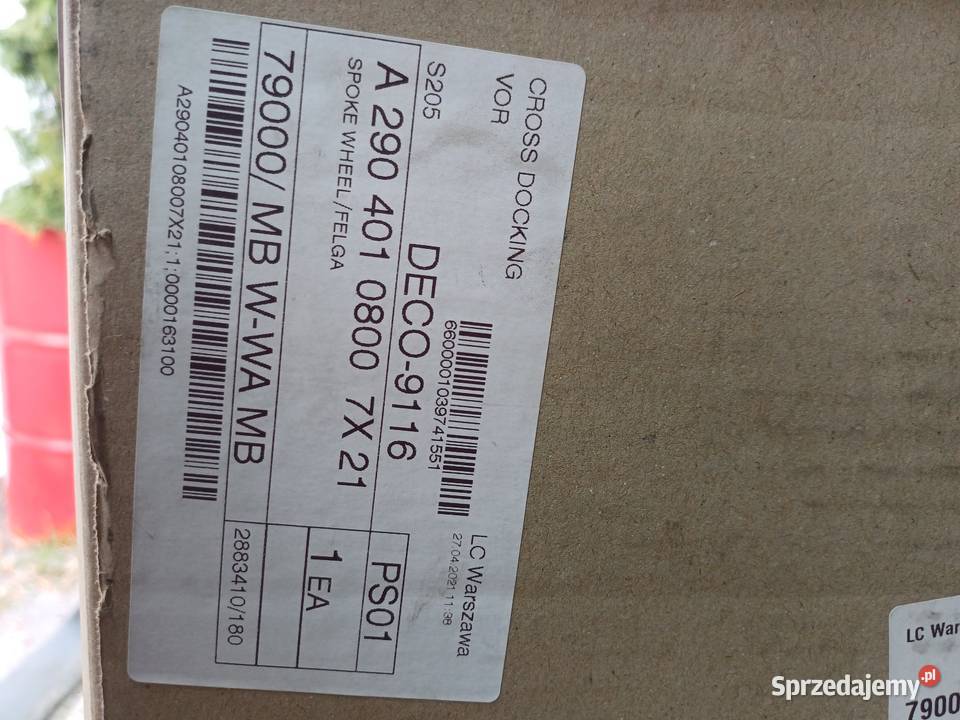 CROSS DOCKING
VOR
LC Warszawa
27.04.2021 11:38
6600001039741551
S205
DECO-9116
PS01
A 290 401 0800 7X 21
SPOKE WHEEL/FELGA
1 EA
79000/ MB W-WA MB
2883410/180
A2904010800 7X21;1;0000163100
LC War
7900
Sprzedajemy.pl